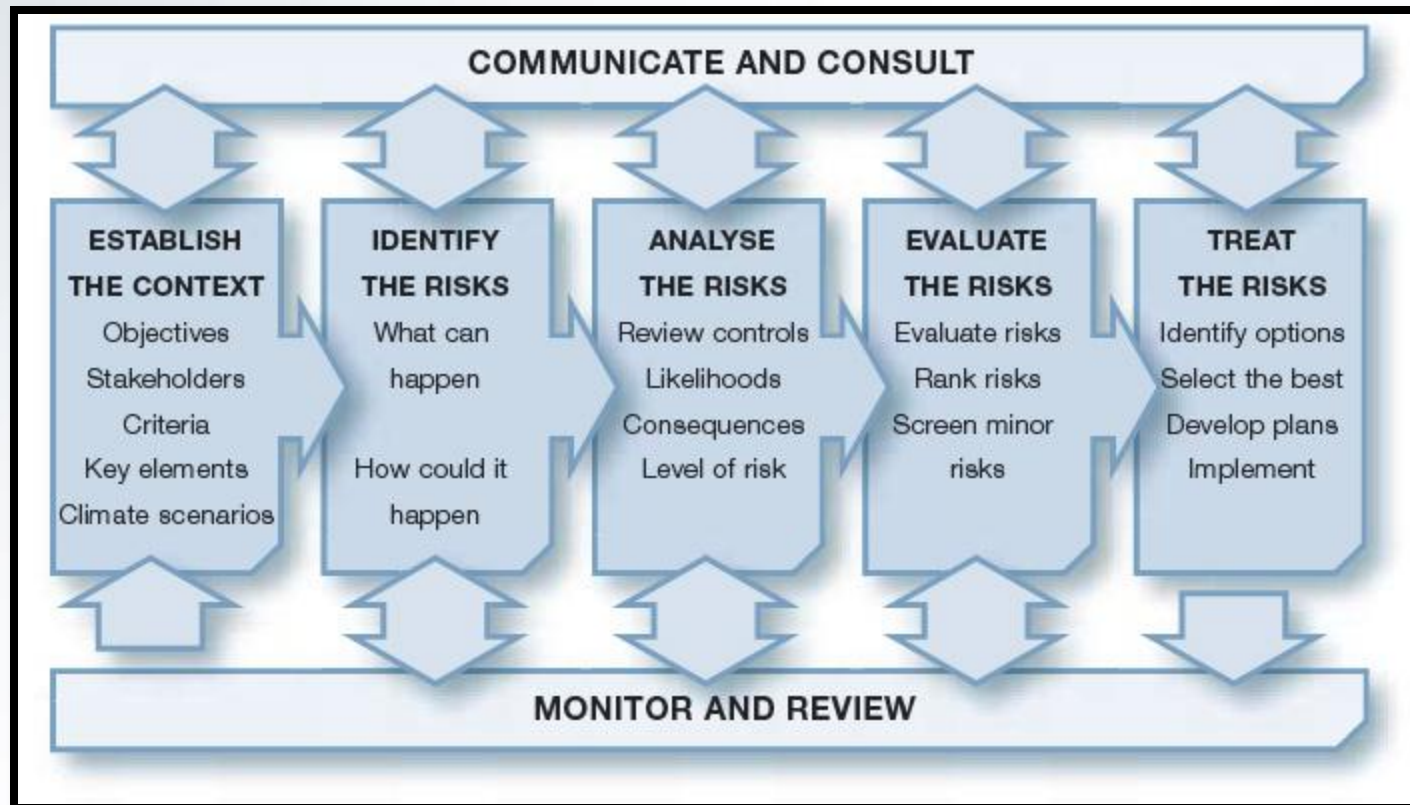 COMMUNICATE AND CONSULT
ESTABLISH
THE CONTEXT
Objectives
Stakeholders
Criteria
Key elements
Climate scenarios
IDENTIFY
THE RISKS
What can
happen
How could it
happen
ANALYSE
THE RISKS
Review controls
Likelihoods
Consequences
Level of risk
EVALUATE
THE RISKS
Evaluate risks
Rank risks
Screen minor
risks
TREAT
THE RISKS
Identify options
Select the best
Develop plans
Implement
MONITOR AND REVIEW